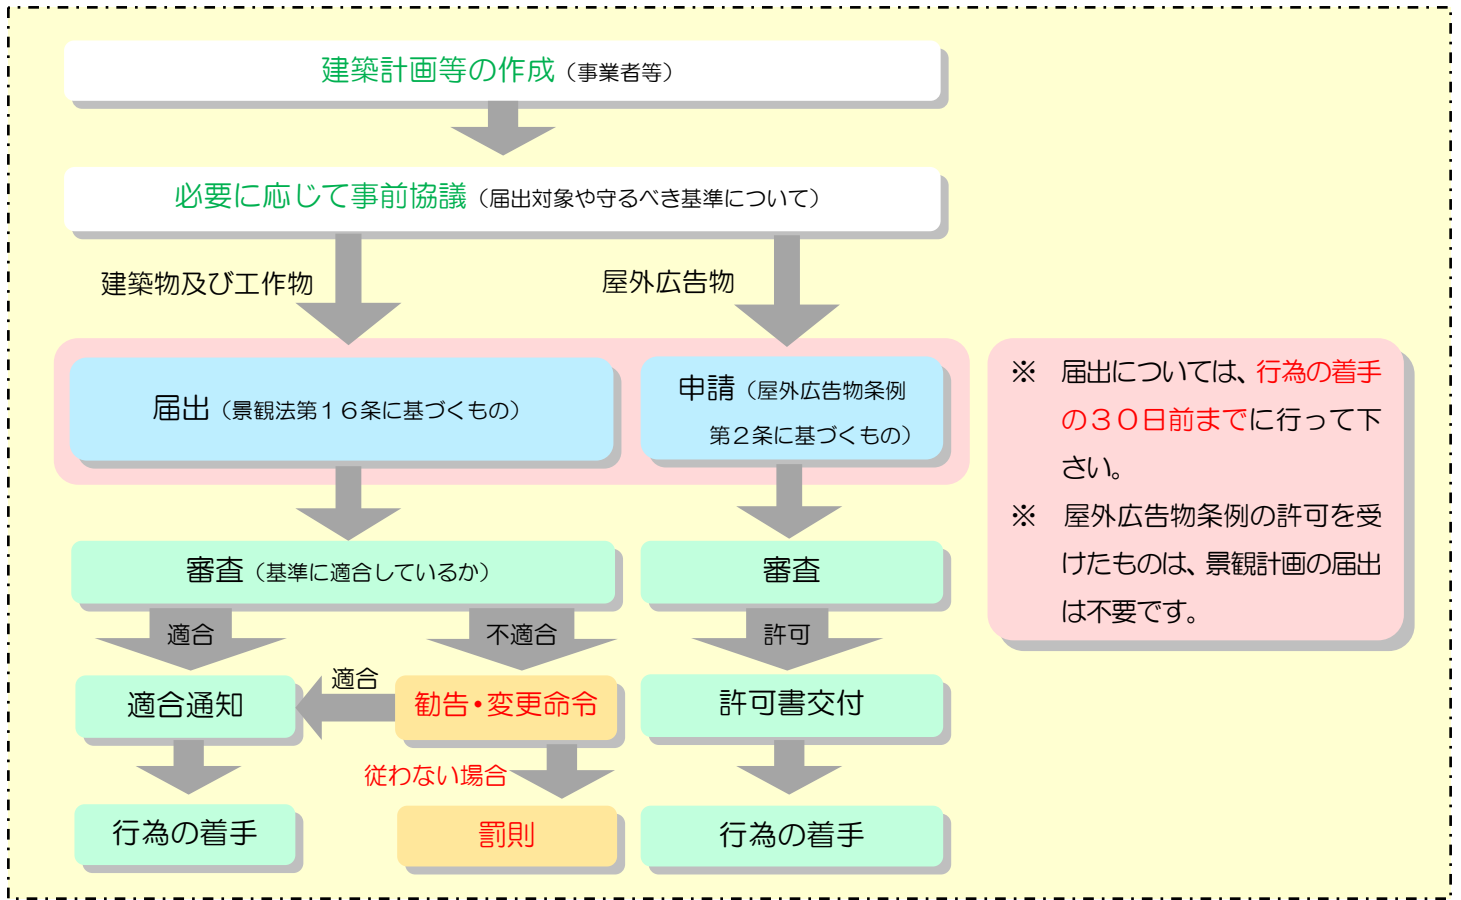 建築計画等の作成（事業者等）
必要に応じて事前協議（届出対象や守るべき基準について）
建築物及び工作物
屋外広告物
届出（景観法第１６条に基づくもの）
申請（屋外広告物条例
第２条に基づくもの）
※　届出については、行為の着手
の３０日前までに行って下
さい。
※　屋外広告物条例の許可を受
けたものは、景観計画の届出
は不要です。
審査（基準に適合しているか）
審査
適合
不適合
許可
適合通知
適合
勧告・変更命令
許可書交付
従わない場合
行為の着手
罰則
行為の着手